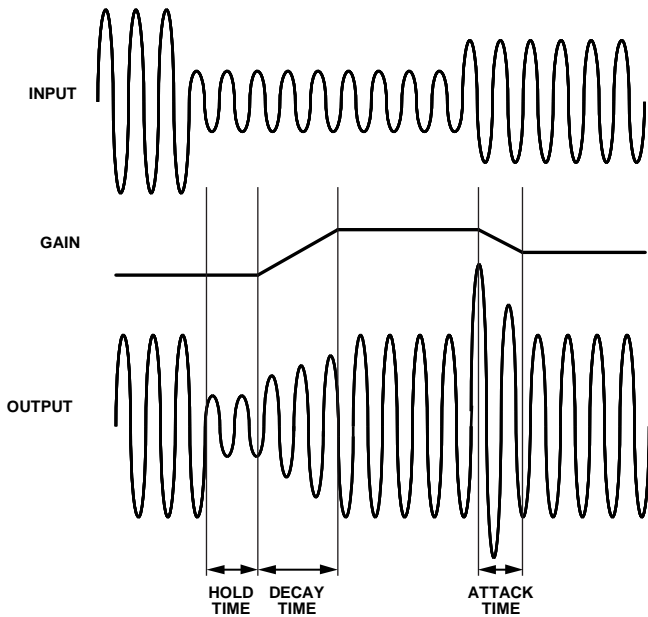 INPUT
GAIN
OUTPUT
HOLD
TIME
DECAY
TIME
ATTACK
TIME